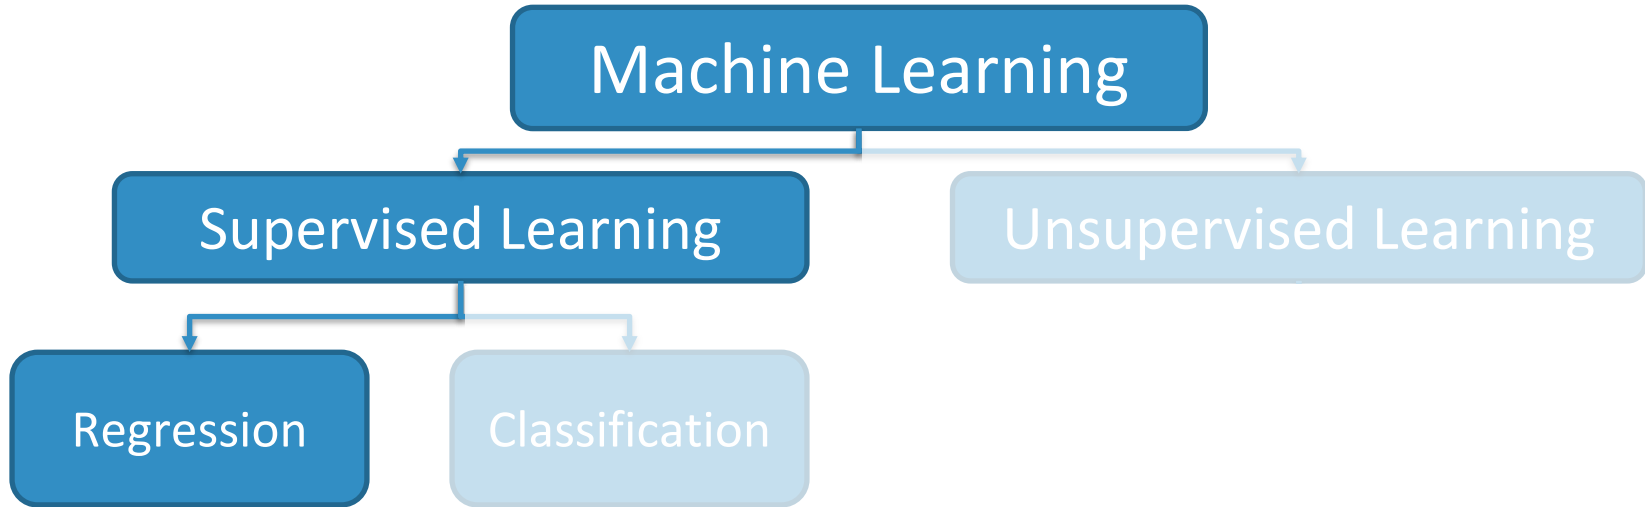 Machine Learning
Supervised Learning
Unsupervised Learning
Regression
Classification